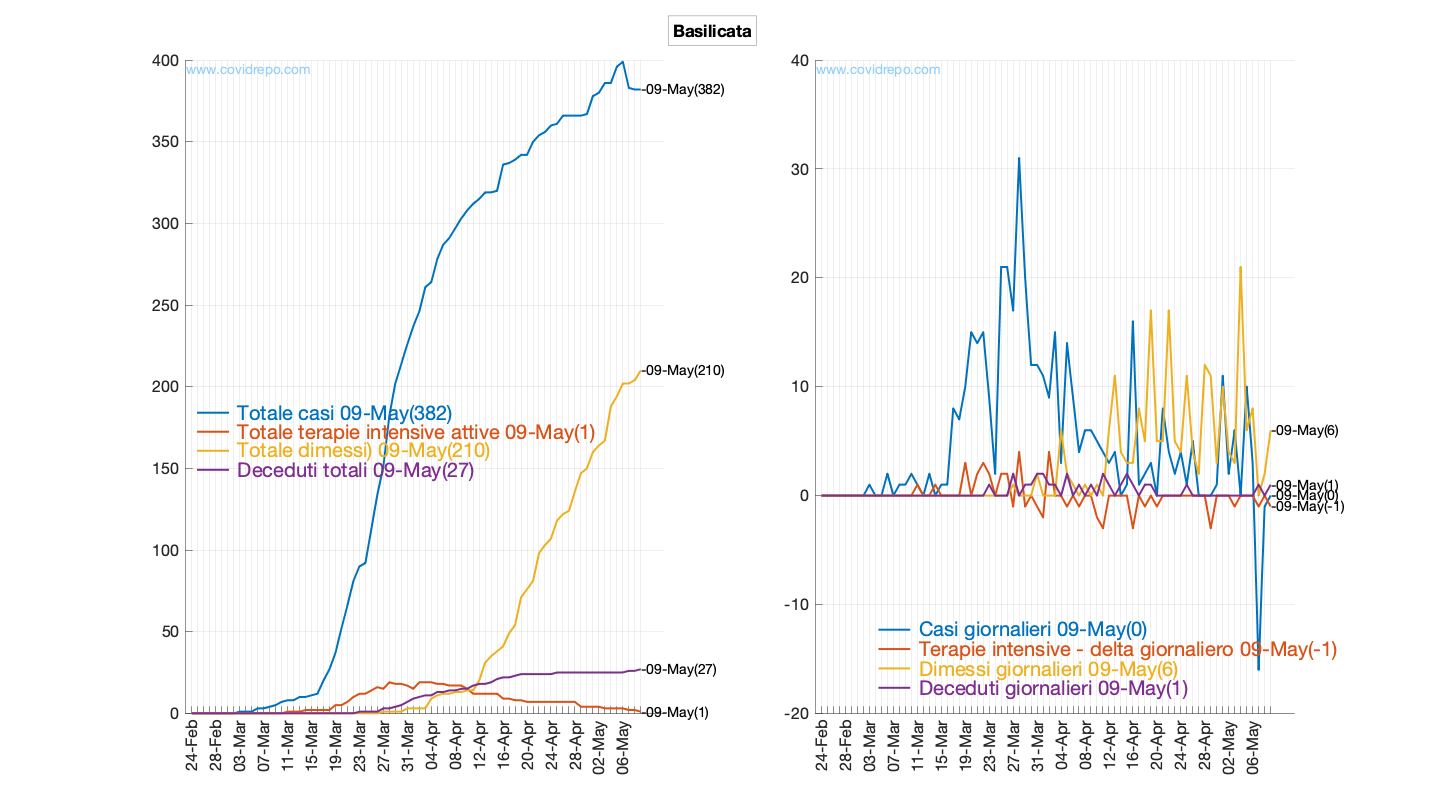 Basilicata
www.covidrepo.com
400
350
300
250
200
150
100
50
0
-09-May(382)
-09-May(210)
-09-May(27)
-09-May(1)
Totale casi 09-May(382)
Totale terapie intensive attive 09-May(1)
Totale dimessi) 09-May(210)
Deceduti totali 09-May(27)
24-Feb
28-Feb
03-Mar
07-Mar
11-Mar
15-Mar
19-Mar
23-Mar
27-Mar
31-Mar
04-Apr
08-Apr
12-Apr
16-Apr
20-Apr
24-Apr
28-Apr
02-May
06-May
www.covidrepo.com
40
30
20
10
0
-10
-20
-09-May(6)
-09-May(1)
-09-May(0)
-09-May(-1)
Casi giornalieri 09-May(0)
Terapie intensive - delta giornaliero 09-May(-1)
Dimessi giornalieri 09-May(6)
Deceduti giornalieri 09-May(1)
24-Feb
28-Feb
03-Mar
07-Mar
11-Mar
15-Mar
19-Mar
23-Mar
27-Mar
31-Mar
04-Apr
08-Apr
12-Apr
16-Apr
20-Apr
24-Apr
28-Apr
02-May
06-May